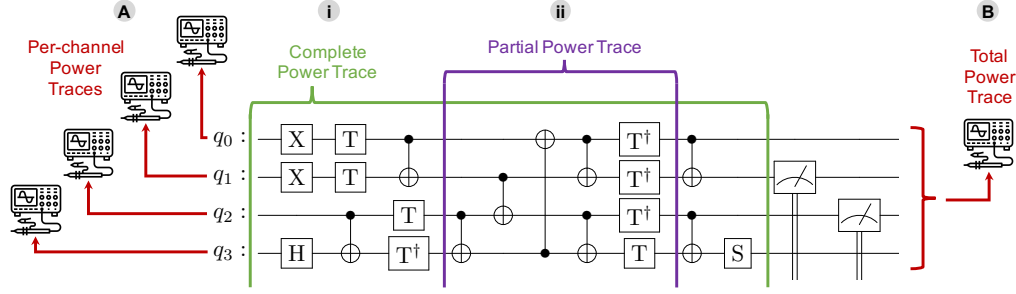 A
i
ii
B
Per-channel
Power
Traces
Complete
Power Trace
Partial Power Trace
Total
Power
Trace
q0 : X T T†
q1 : X T T†
q2 : T T†
q3 : H T† T S